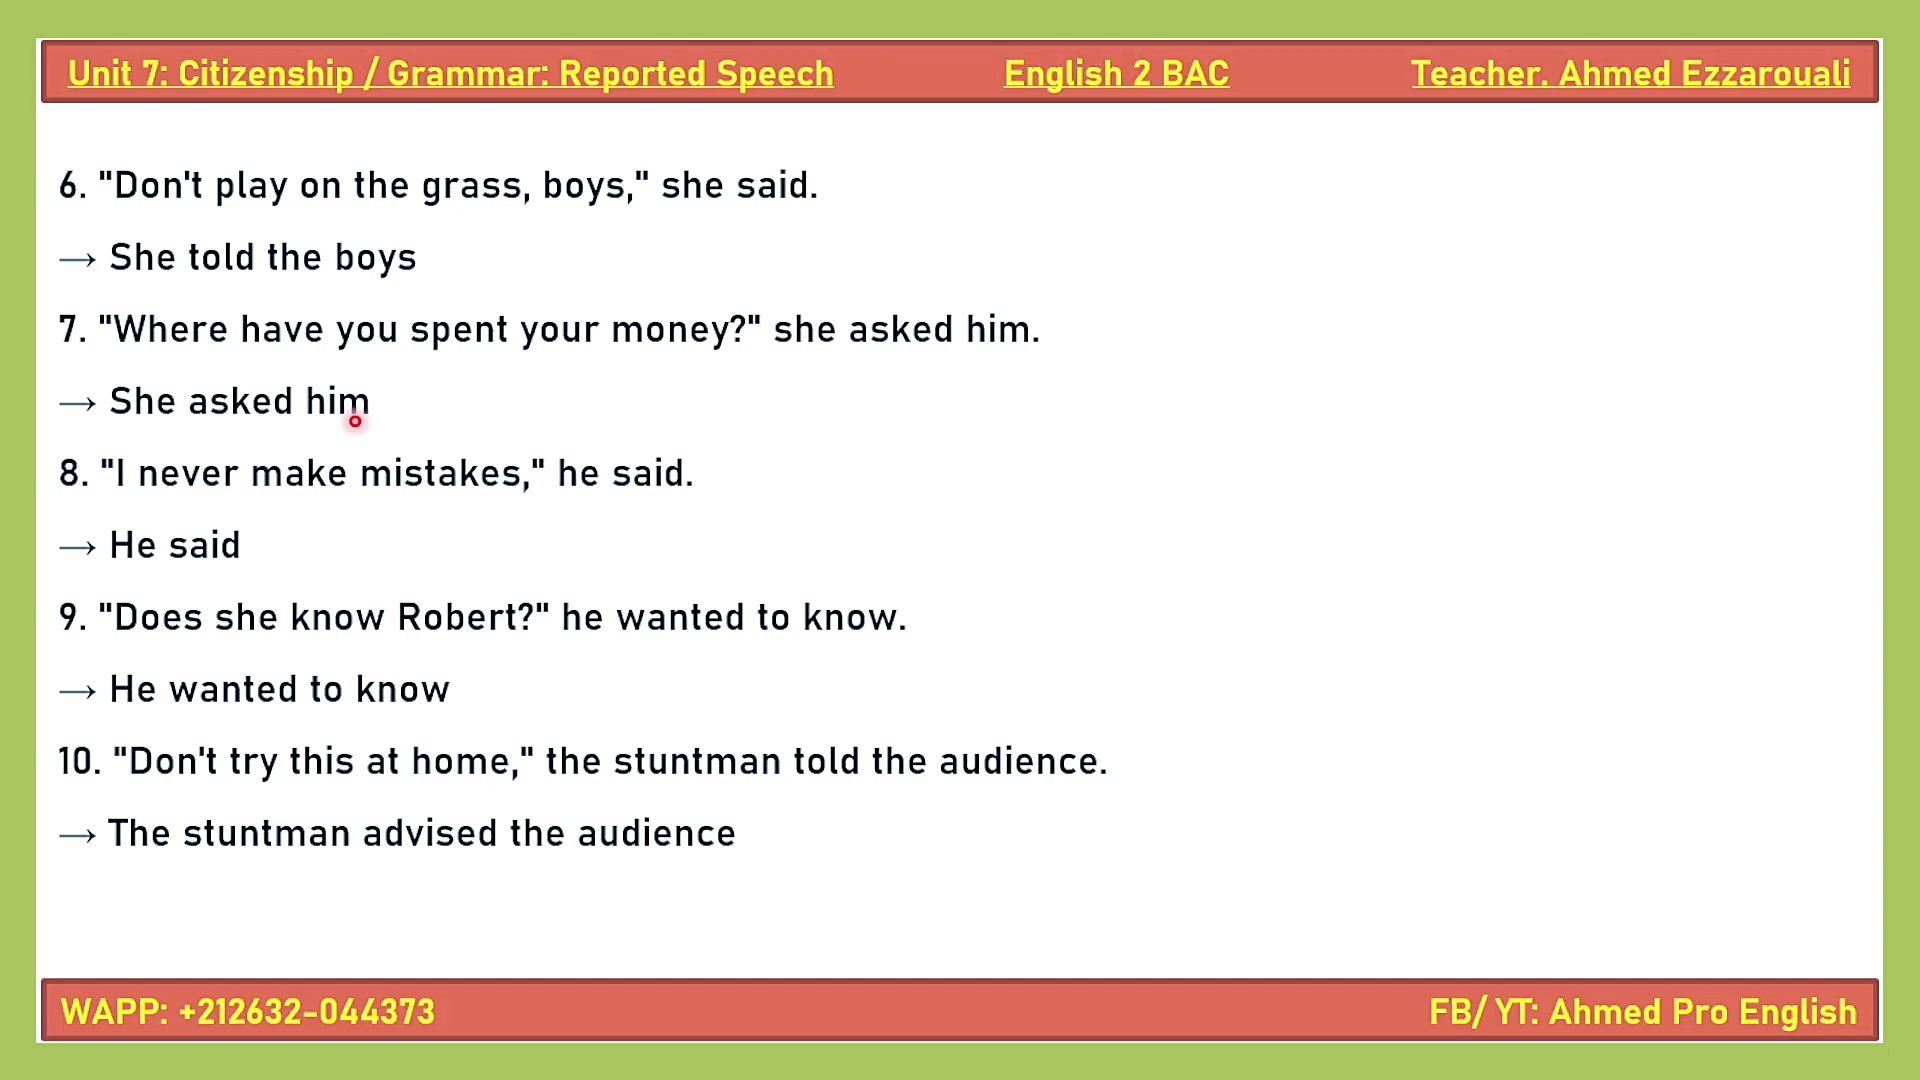 Unit 7: Citizenship / Grammar: Reported Speech English 2 BAC Teacher. Ahmed Ezzarouali
6. "Don't play on the grass, boys," she said.
→ She told the boys
7. "Where have you spent your money?" she asked him.
→ She asked him
8. "I never make mistakes," he said.
→ He said
9. "Does she know Robert?" he wanted to know.
→ He wanted to know
10. "Don't try this at home," the stuntman told the audience.
→ The stuntman advised the audience
WAPP: +212632-044373 FB/ YT: Ahmed Pro English